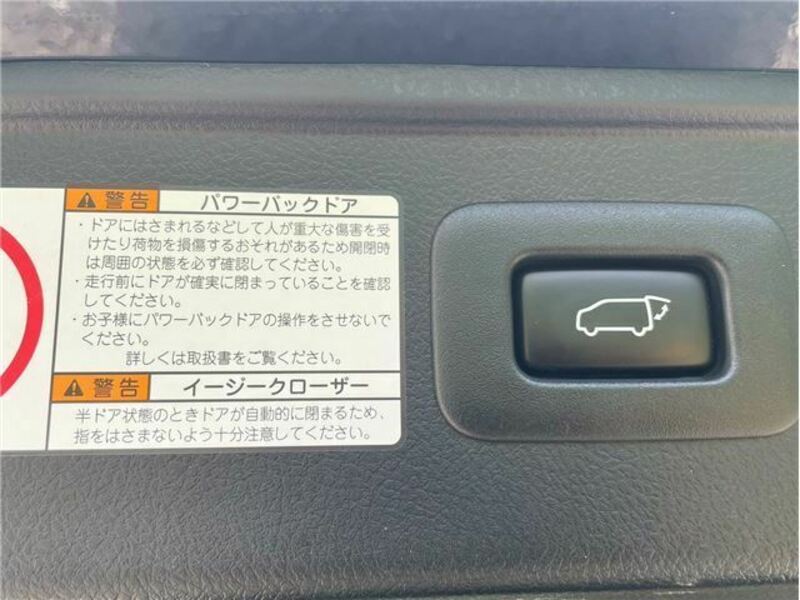 警告 パワーバックドア
・ドアにはさまれるなどして人が重大な傷害を受
けたり荷物を損傷するおそれがあるため開閉時
は周囲の状態を必ず確認してください。
・走行前にドアが確実に閉まっていることを確認
してください。
・お子様にパワーバックドアの操作をさせないで
ください。
詳しくは取扱書をご覧ください。
警告 イージークローザー
半ドア状態のときドアが自動的に閉まるため、
指をはさまないよう十分注意してください。